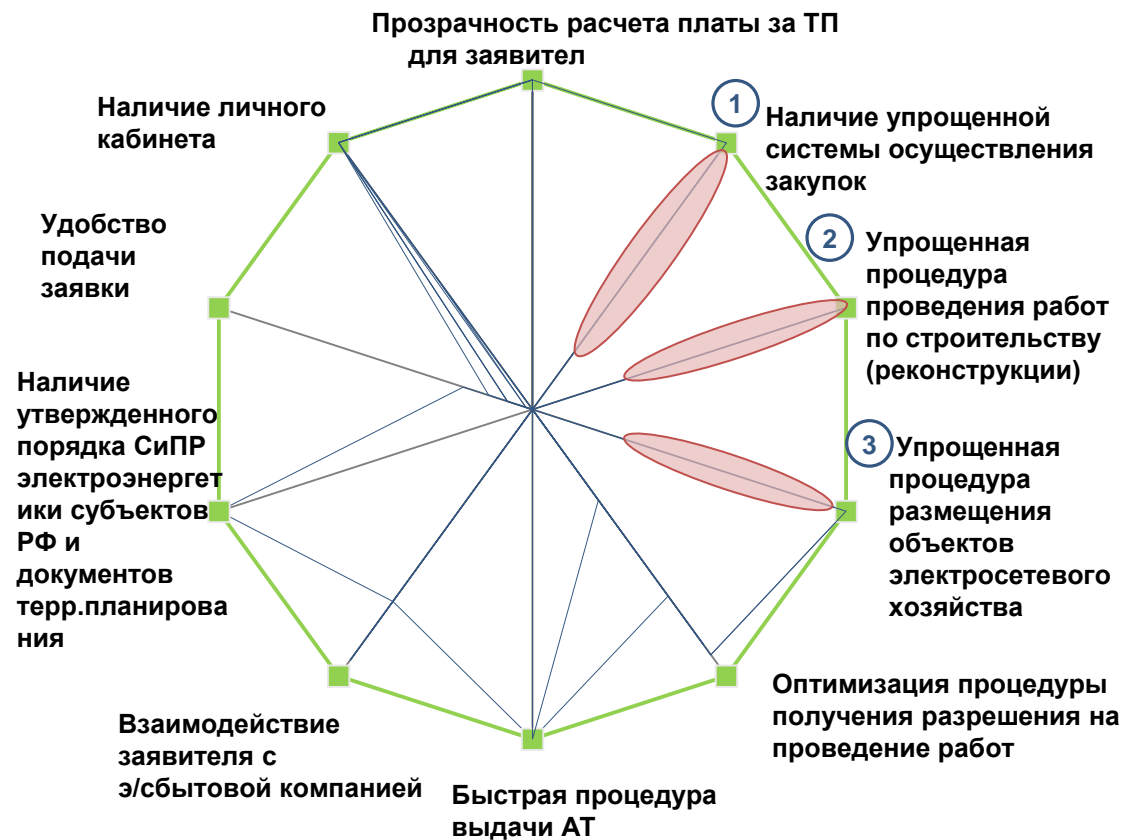 Прозрачность расчета платы за ТП
для заявител
1
Наличие упрощенной
системы осуществления
закупок
2
Упрощенная
процедура
проведения работ
по строительству
(реконструкции)
3
Упрощенная
процедура
размещения
объектов
электросетевого
хозяйства
Оптимизация процедуры
получения разрешения на
проведение работ
Быстрая процедура
выдачи АТ
Взаимодействие
заявителя с
э/сбытовой компанией
Наличие
утвержденного
порядка СиПР
электроэнергет
ики субъектов
РФ и
документов
терр.планирова
ния
Удобство
подачи
заявки
Наличие личного
кабинета